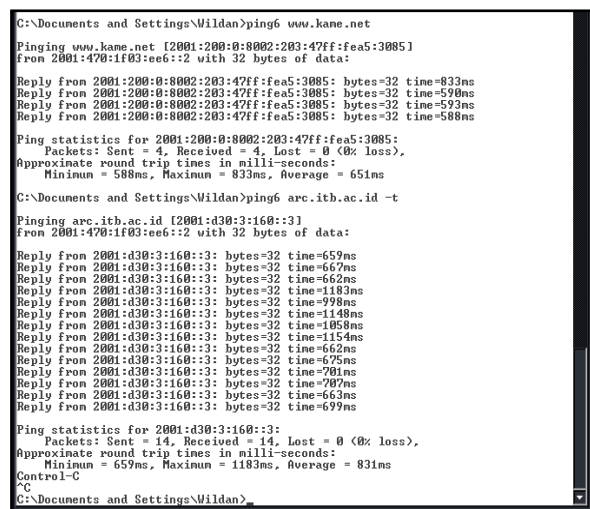 C:\Documents and Settings\Wildan>ping6 www.kame.net
Pinging www.kame.net [2001:200:0:8002:203:47ff:fea5:3085]
from 2001:470:1f03:ee6::2 with 32 bytes of data:
Reply from 2001:200:0:8002:203:47ff:fea5:3085: bytes=32 time=833ms
Reply from 2001:200:0:8002:203:47ff:fea5:3085: bytes=32 time=590ms
Reply from 2001:200:0:8002:203:47ff:fea5:3085: bytes=32 time=593ms
Reply from 2001:200:0:8002:203:47ff:fea5:3085: bytes=32 time=588ms
Ping statistics for 2001:200:0:8002:203:47ff:fea5:3085:
Packets: Sent = 4, Received = 4, Lost = 0 (0% loss),
Approximate round trip times in milli-seconds:
Minimum = 588ms, Maximum = 833ms, Average = 651ms
C:\Documents and Settings\Wildan>ping6 arc.itb.ac.id -t
Pinging arc.itb.ac.id [2001:d30:3:160::3]
from 2001:470:1f03:ee6::2 with 32 bytes of data:
Reply from 2001:d30:3:160::3: bytes=32 time=659ms
Reply from 2001:d30:3:160::3: bytes=32 time=667ms
Reply from 2001:d30:3:160::3: bytes=32 time=662ms
Reply from 2001:d30:3:160::3: bytes=32 time=1183ms
Reply from 2001:d30:3:160::3: bytes=32 time=998ms
Reply from 2001:d30:3:160::3: bytes=32 time=1148ms
Reply from 2001:d30:3:160::3: bytes=32 time=1058ms
Reply from 2001:d30:3:160::3: bytes=32 time=1154ms
Reply from 2001:d30:3:160::3: bytes=32 time=662ms
Reply from 2001:d30:3:160::3: bytes=32 time=675ms
Reply from 2001:d30:3:160::3: bytes=32 time=701ms
Reply from 2001:d30:3:160::3: bytes=32 time=707ms
Reply from 2001:d30:3:160::3: bytes=32 time=663ms
Reply from 2001:d30:3:160::3: bytes=32 time=699ms
Ping statistics for 2001:d30:3:160::3:
Packets: Sent = 14, Received = 14, Lost = 0 (0% loss),
Approximate round trip times in milli-seconds:
Minimum = 659ms, Maximum = 1183ms, Average = 831ms
Control-C
^C
C:\Documents and Settings\Wildan>_